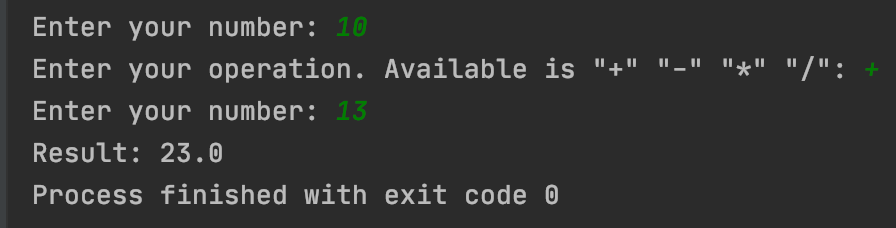 Enter your number: 10
Enter your operation. Available is "+" "-" "*" "/": +
Enter your number: 13
Result: 23.0
Process finished with exit code 0